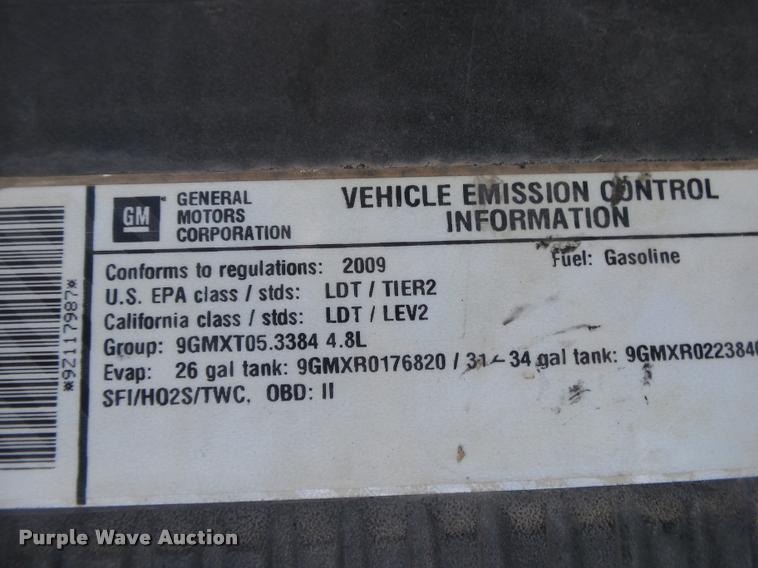 *9Z117987*
GM
GENERAL
MOTORS
CORPORATION
VEHICLE EMISSION CONTROL
INFORMATION
Conforms to regulations: 2009
Fuel: Gasoline
U.S. EPA class / stds: LDT / TIER2
California class / stds: LDT / LEV2
Group: 9GMXT05.3384 4.8L
Evap: 26 gal tank: 9GMXR0176820 / 31-34 gal tank: 9GMXR0223840
SFI/HO2S/TWC, OBD: II
Purple Wave Auction